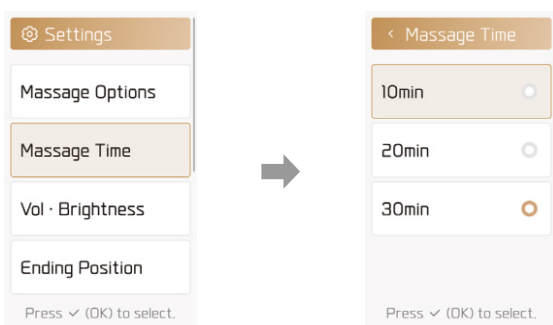 Settings
Massage Options
Massage Time
Vol · Brightness
Ending Position
Press ✓ (OK) to select.
< Massage Time
10min
20min
30min
Press ✓ (OK) to select.